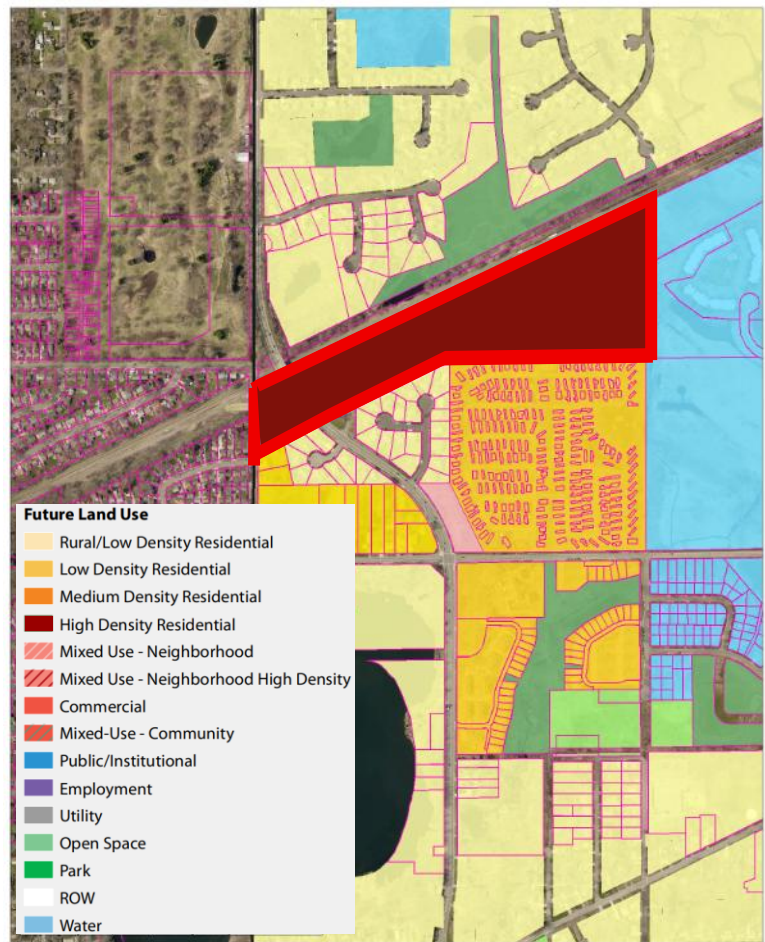 Future Land Use
Rural/Low Density Residential
Low Density Residential
Medium Density Residential
High Density Residential
Mixed Use - Neighborhood
Mixed Use - Neighborhood High Density
Commercial
Mixed-Use - Community
Public/Institutional
Employment
Utility
Open Space
Park
ROW
Water